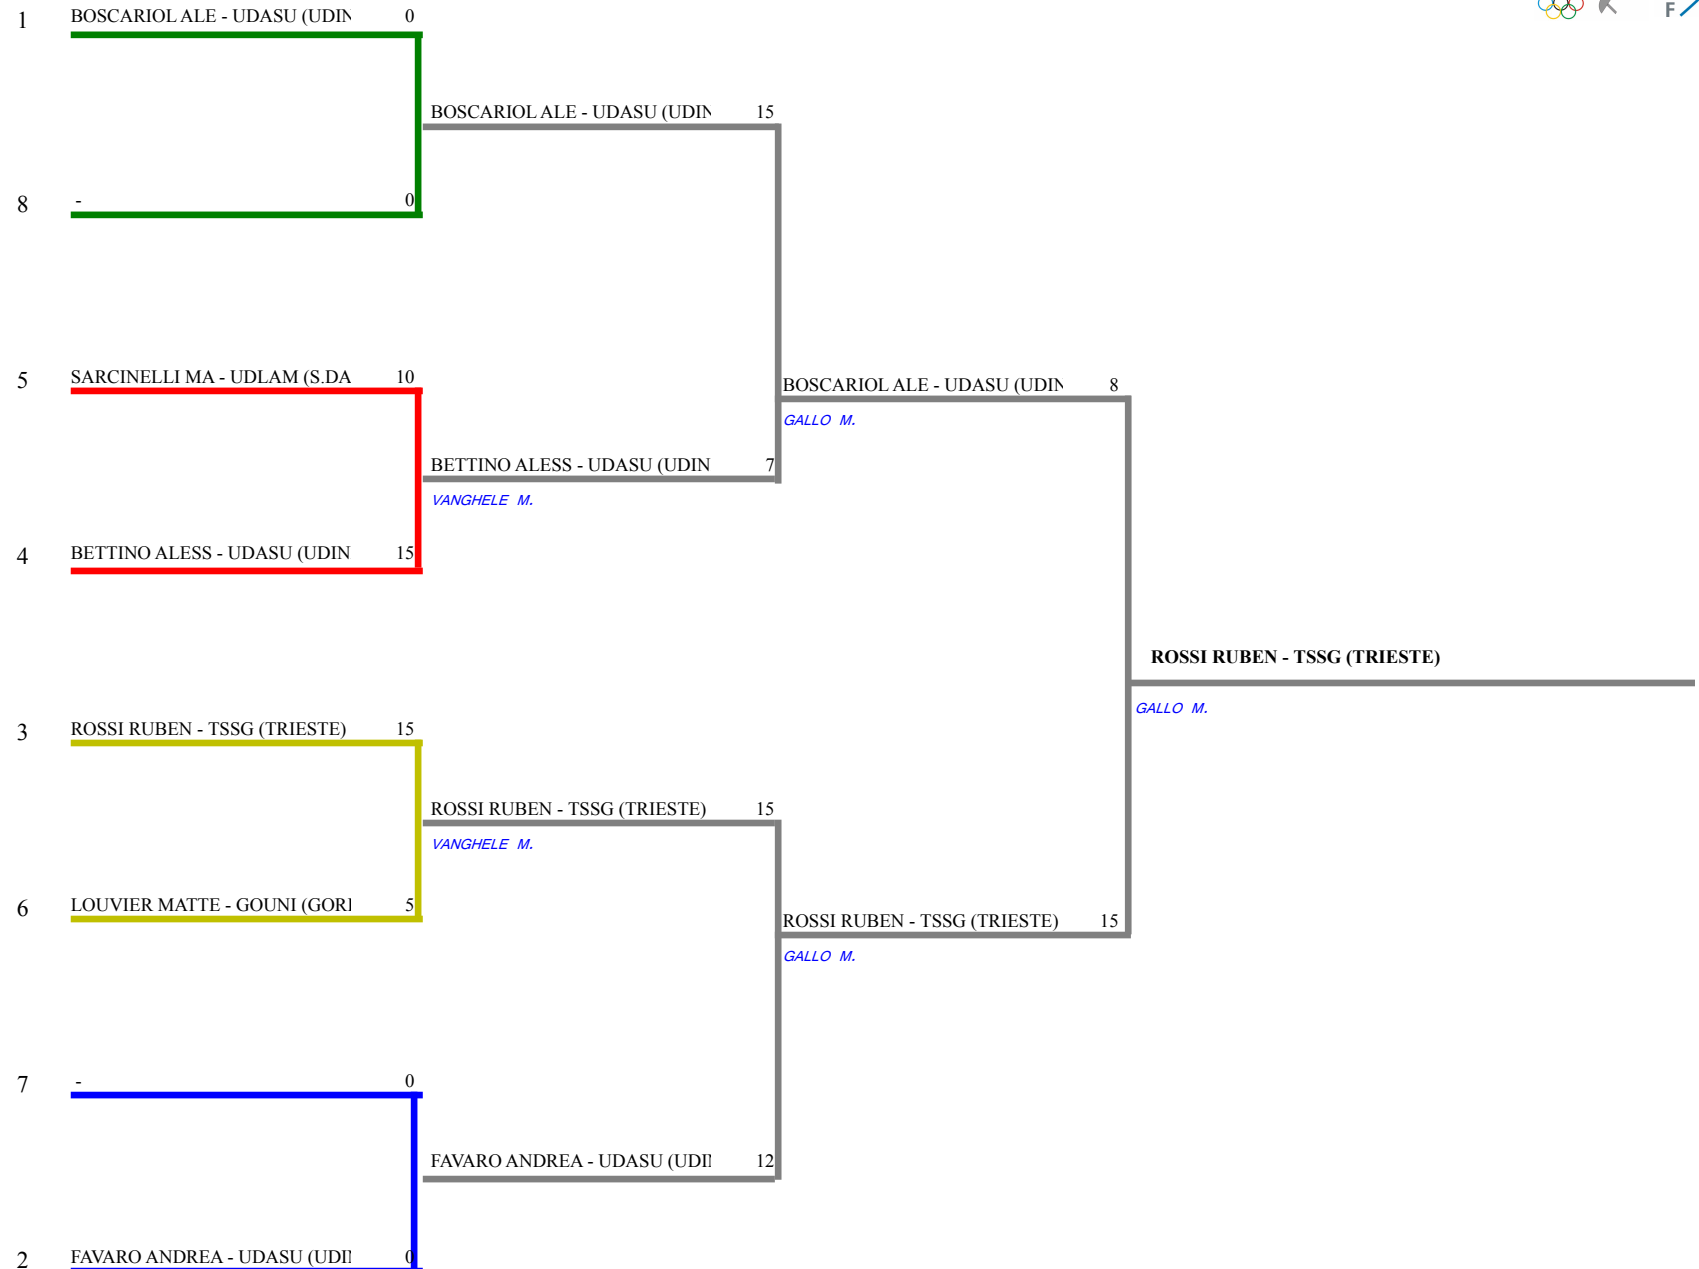 F
1 BOSCARIOL ALE - UDASU (UDIN 0
BOSCARIOL ALE - UDASU (UDIN 15
8 - 0
5 SARCINELLI MA - UDLAM (S.DA 10
BOSCARIOL ALE - UDASU (UDIN 8
GALLO M.
BETTINO ALESS - UDASU (UDIN 7
VANGHELE M.
4 BETTINO ALESS - UDASU (UDIN 15
ROSSI RUBEN - TSSG (TRIESTE)
GALLO M.
3 ROSSI RUBEN - TSSG (TRIESTE) 15
ROSSI RUBEN - TSSG (TRIESTE) 15
VANGHELE M.
6 LOUVIER MATTE - GOUNI (GORI 5
ROSSI RUBEN - TSSG (TRIESTE) 15
GALLO M.
7 - 0
FAVARO ANDREA - UDASU (UDI 12
2 FAVARO ANDREA - UDASU (UDI 0